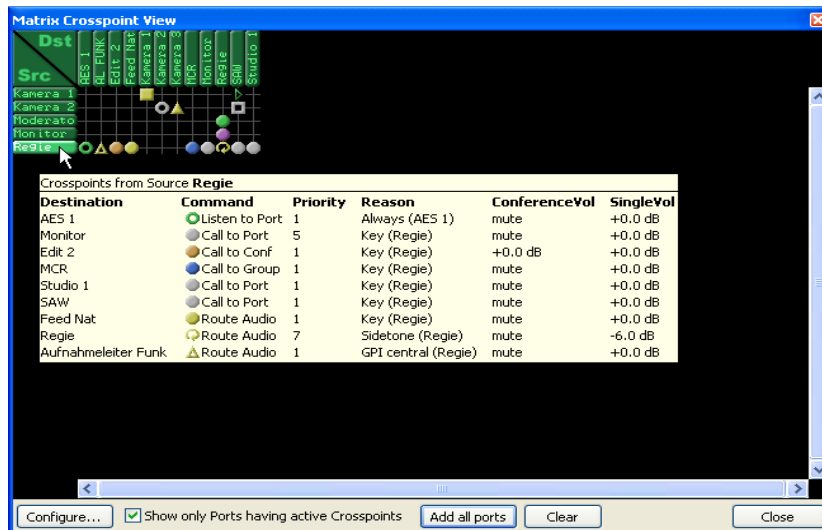 Matrix Crosspoint View
Dst
Src
AES 1
AL FUNK
Edit 2
Feed Nat
Kamera 1
Kamera 2
Kamera 3
MCR
Monitor
Regie
SAW
Studio 1
Kamera 1
Kamera 2
Moderato
Monitor
Regie
Crosspoints from Source Regie
Destination Command Priority Reason ConferenceVol SingleVol
AES 1 Listen to Port 1 Always (AES 1) mute +0.0 dB
Monitor Call to Port 5 Key (Regie) mute +0.0 dB
Edit 2 Call to Conf 1 Key (Regie) +0.0 dB +0.0 dB
MCR Call to Group 1 Key (Regie) mute +0.0 dB
Studio 1 Call to Port 1 Key (Regie) mute +0.0 dB
SAW Call to Port 1 Key (Regie) mute +0.0 dB
Feed Nat Route Audio 1 Key (Regie) mute +0.0 dB
Regie Route Audio 7 Sidetone (Regie) mute -6.0 dB
Aufnahmeleiter Funk Route Audio 1 GPI central (Regie) mute +0.0 dB
Configure... Show only Ports having active Crosspoints Add all ports Clear Close